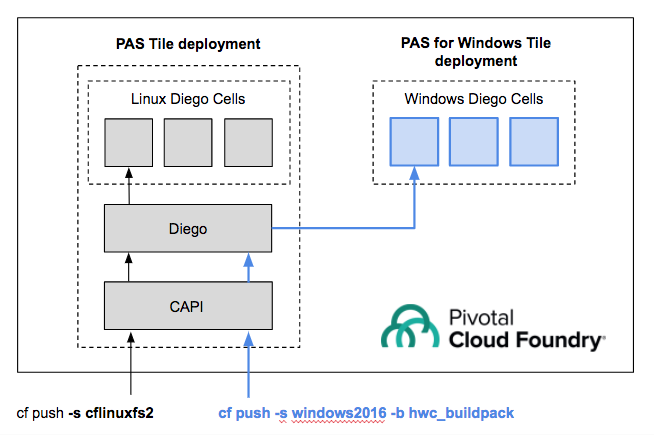 PAS Tile deployment
PAS for Windows Tile
deployment
Linux Diego Cells
Windows Diego Cells
Diego
CAPI
Pivotal
Cloud Foundry
cf push -s cflinuxfs2
cf push -s windows2016 -b hwc_buildpack